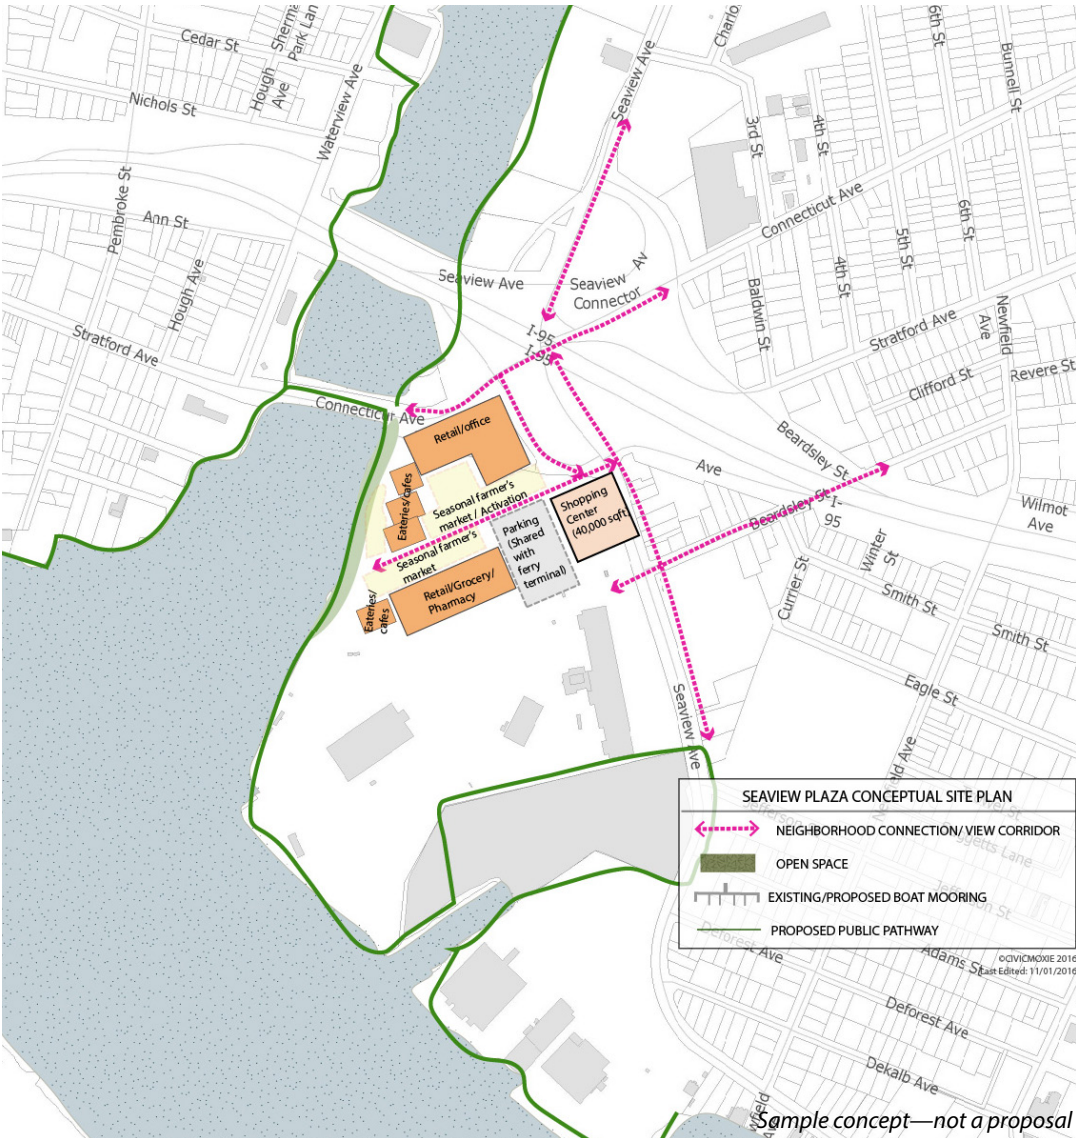 Cedar St
Nichols St
Hough
Ave
Sherma
Park Lan
Waterview Ave
Pembroke St
Ann St
Hough Ave
Stratford Ave
Seaview Ave
Charlo
3rd St
4th St
6th St
Bunnell St
Connecticut Ave
5th St
6th St
4th St
Baldwin St
Seaview Ave
Seaview
Av
Connector
I-95
I-95
Stratford Ave
Newfield
Ave
Revere St
Clifford St
Connecticut Ave
Retail/office
Eateries/cafes
Seasonal farmer's
market / Activation
Seasonal farmer's
market
Parking
(Shared
with
ferry
terminal)
Shopping
Center
(40,000 sqft)
Retail/Grocery/
Pharmacy
Eateries/
cafes
Ave
Beardsley St
Beardsley St
I-
95
Wilmot
Ave
Winter
St
Currier St
Smith St
Smith St
Eagle St
Seaview Ave
Newfield Ave
SEAVIEW PLAZA CONCEPTUAL SITE PLAN
NEIGHBORHOOD CONNECTION/ VIEW CORRIDOR
OPEN SPACE
EXISTING/PROPOSED BOAT MOORING
PROPOSED PUBLIC PATHWAY
Jefferson St
Deforest Ave
Adams St
©CIVICMOXIE 2016
Last Edited: 11/01/2016
Deforest Ave
Dekalb Ave
Sample concept—not a proposal